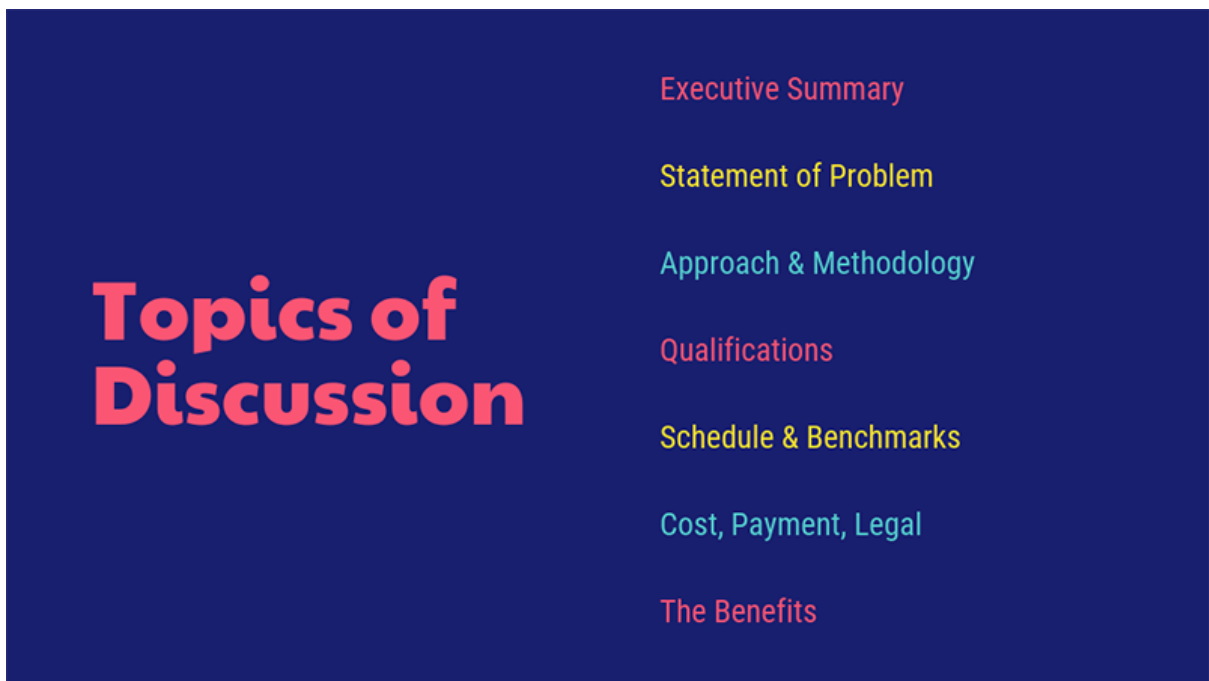 Topics of
Discussion
Executive Summary
Statement of Problem
Approach & Methodology
Qualifications
Schedule & Benchmarks
Cost, Payment, Legal
The Benefits